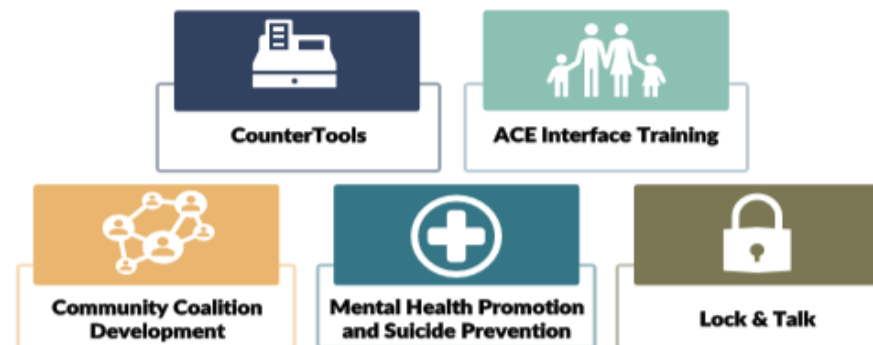 CounterTools
ACE Interface Training
Community Coalition
Development
Mental Health Promotion
and Suicide Prevention
Lock & Talk